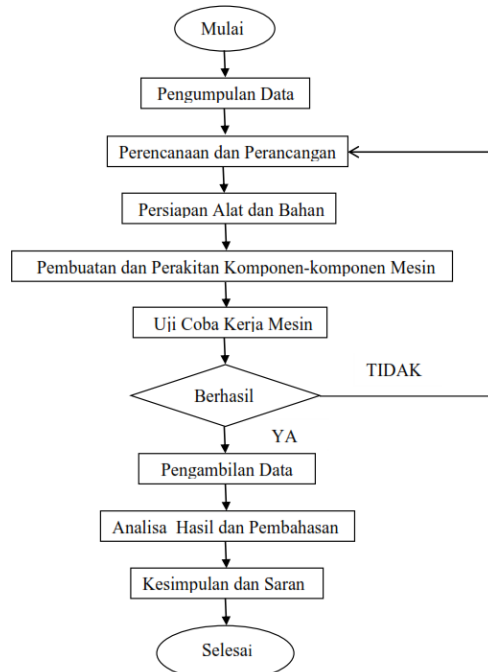 Mulai
Pengumpulan Data
Perencanaan dan Perancangan
Persiapan Alat dan Bahan
Pembuatan dan Perakitan Komponen-komponen Mesin
Uji Coba Kerja Mesin
TIDAK
Berhasil
YA
Pengambilan Data
Analisa Hasil dan Pembahasan
Kesimpulan dan Saran
Selesai